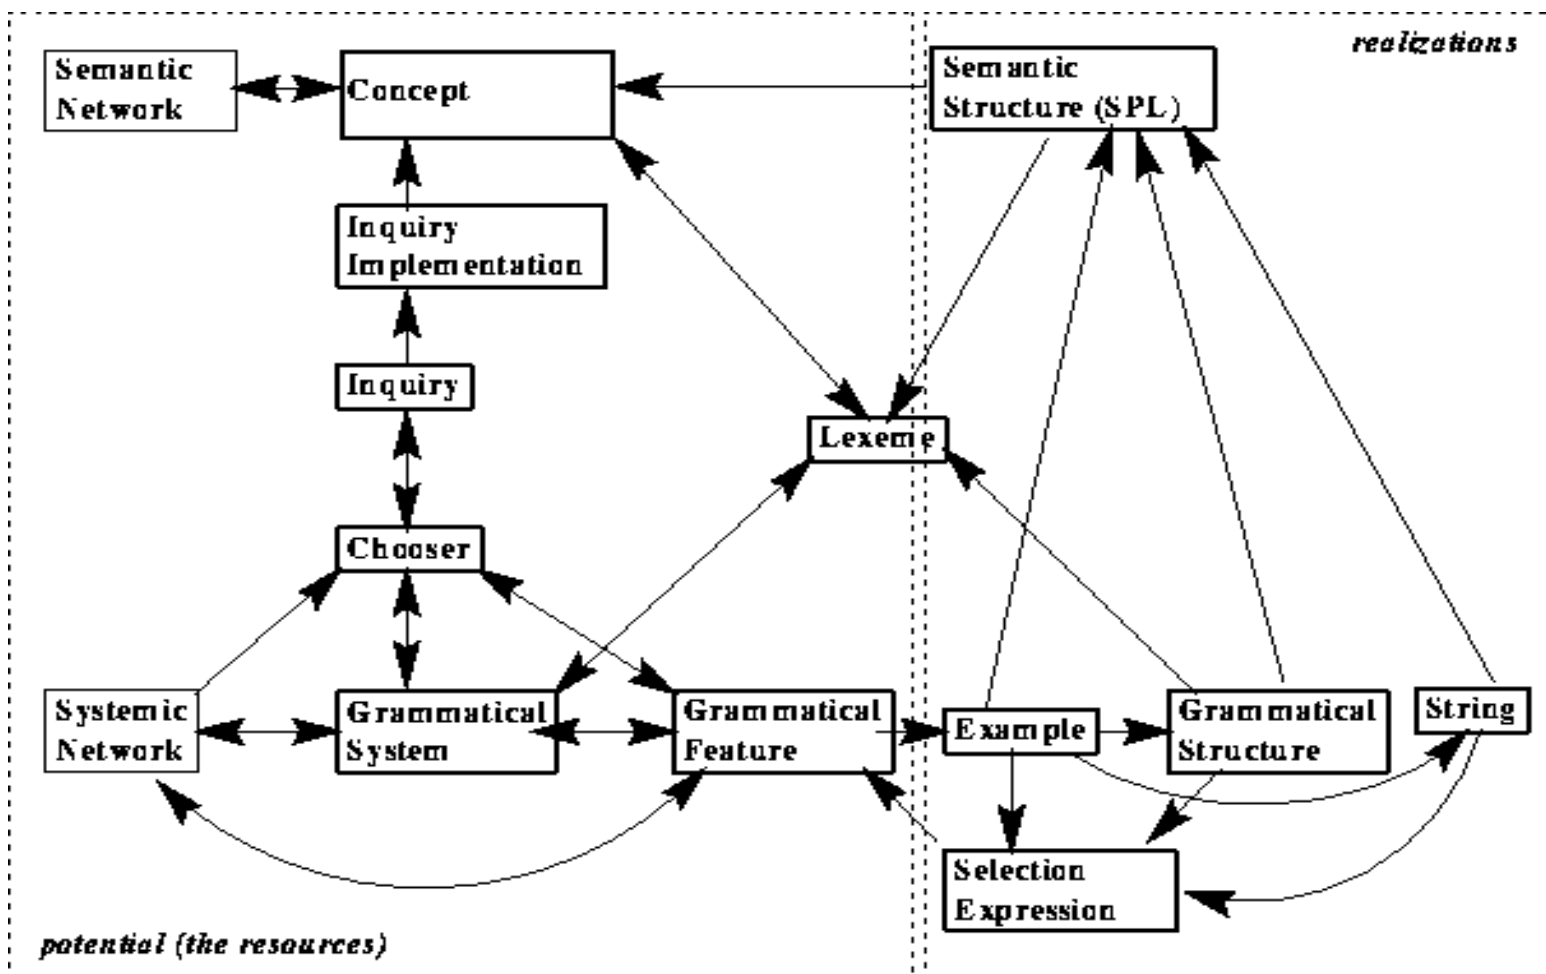 realizations
Semantic
Network
Concept
Semantic
Structure (SPL)
Inquiry
Implementation
Inquiry
Lexeme
Chooser
Systemic
Network
Grammatical
System
Grammatical
Feature
Example
Grammatical
Structure
String
Selection
Expression
potential (the resources)